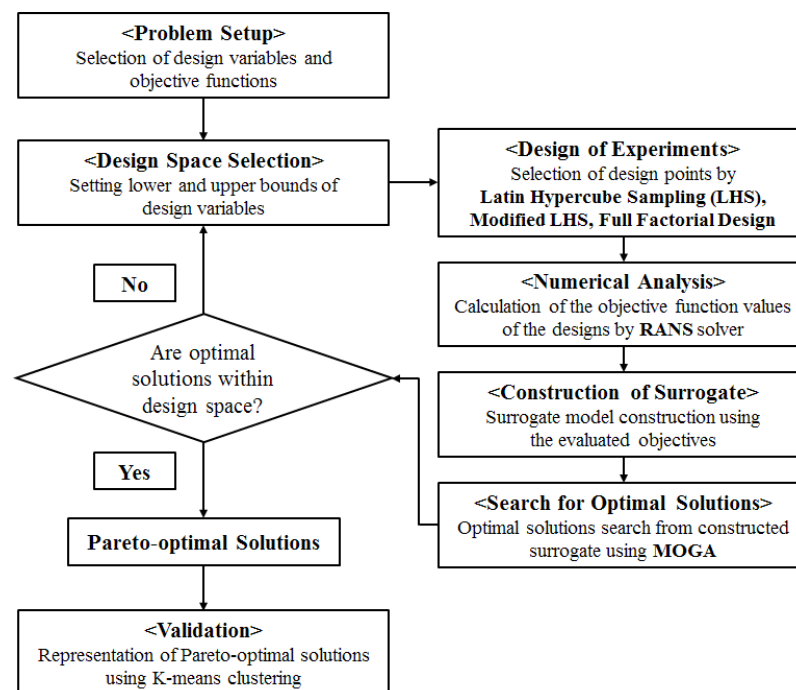 <Problem Setup>
Selection of design variables and
objective functions
<Design Space Selection>
Setting lower and upper bounds of
design variables
<Design of Experiments>
Selection of design points by
Latin Hypercube Sampling (LHS),
Modified LHS, Full Factorial Design
<Numerical Analysis>
Calculation of the objective function values
of the designs by RANS solver
<Construction of Surrogate>
Surrogate model construction using
the evaluated objectives
<Search for Optimal Solutions>
Optimal solutions search from constructed
surrogate using MOGA
Are optimal
solutions within
design space?
No
Yes
Pareto-optimal Solutions
<Validation>
Representation of Pareto-optimal solutions
using K-means clustering